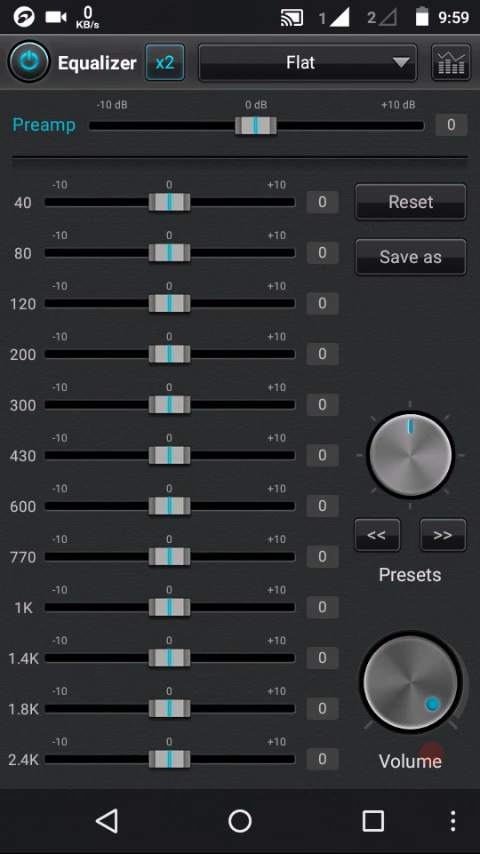 0
KB/s
1
2
9:59
Equalizer
x2
Flat
-10 dB 0 dB +10 dB
Preamp 0
-10 0 +10
40 0
Reset
-10 0 +10
80 0
Save as
-10 0 +10
120 0
-10 0 +10
200 0
-10 0 +10
300 0
-10 0 +10
430 0
-10 0 +10
600 0
<< >>
-10 0 +10
770 0
Presets
-10 0 +10
1K 0
-10 0 +10
1.4K 0
-10 0 +10
1.8K 0
-10 0 +10
2.4K 0
Volume